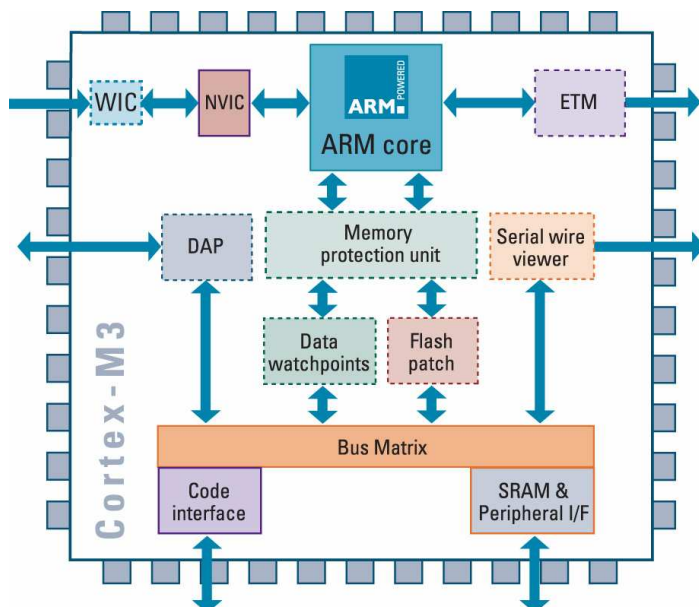 WIC
NVIC
ARM
POWERED
ARM core
ETM
DAP
Memory
protection unit
Serial wire
viewer
Data
watchpoints
Flash
patch
Cortex-M3
Bus Matrix
Code
interface
SRAM &
Peripheral I/F